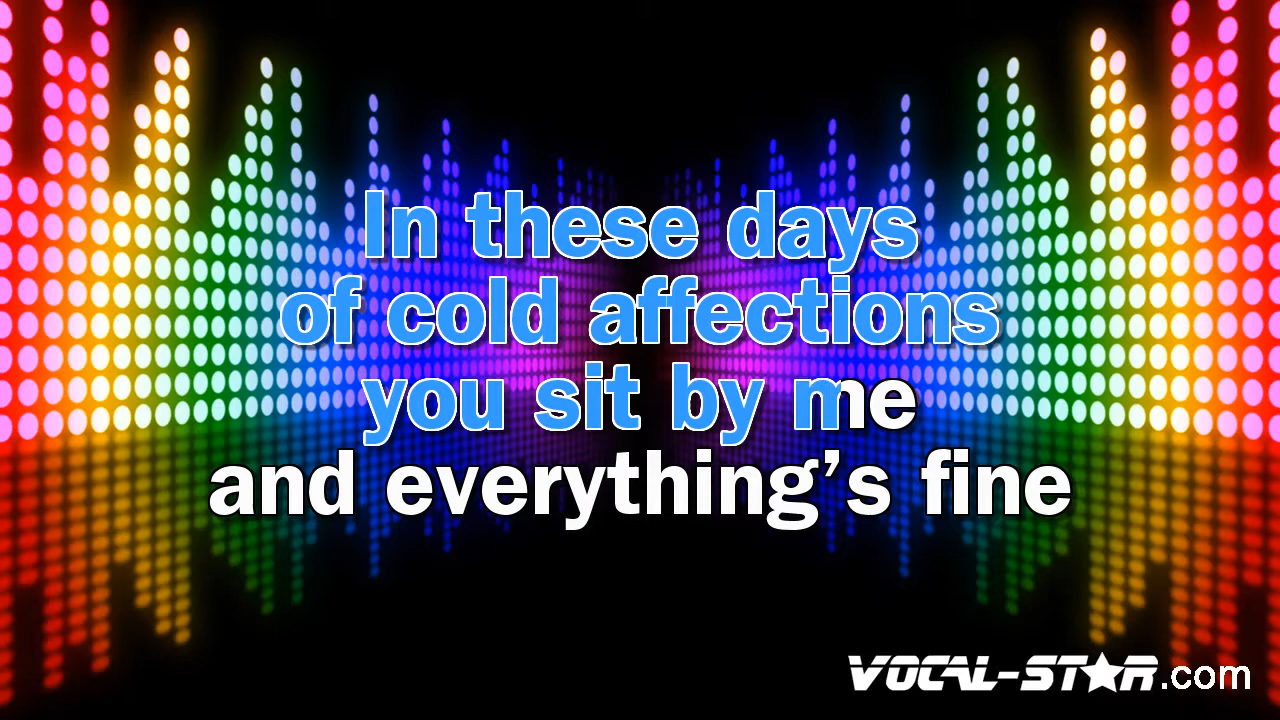 In these days
of cold affections
you sit by me
and everything’s fine
VOCAL-STAR.com